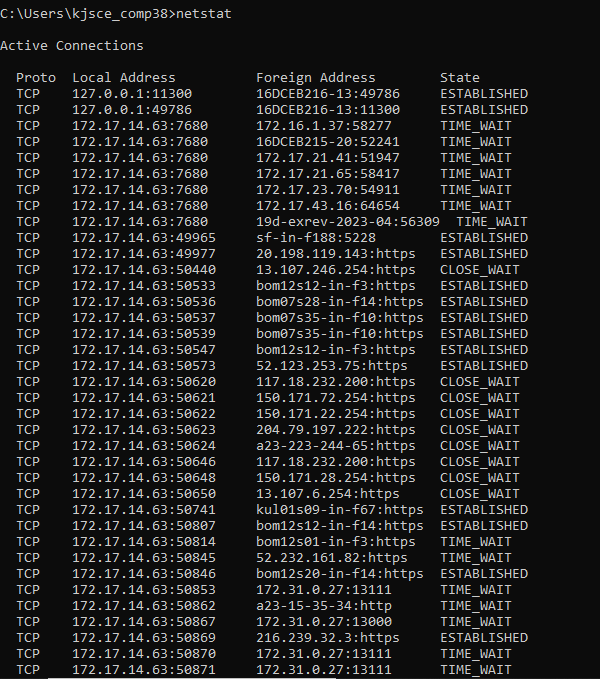 C:\Users\kjsce_comp38>netstat
Active Connections
Proto  Local Address          Foreign Address        State
TCP    127.0.0.1:11300        16DCEB216-13:49786     ESTABLISHED
TCP    127.0.0.1:49786        16DCEB216-13:11300     ESTABLISHED
TCP    172.17.14.63:7680      172.16.1.37:58277      TIME_WAIT
TCP    172.17.14.63:7680      16DCEB215-20:52241     TIME_WAIT
TCP    172.17.14.63:7680      172.17.21.41:51947     TIME_WAIT
TCP    172.17.14.63:7680      172.17.21.65:58417     TIME_WAIT
TCP    172.17.14.63:7680      172.17.23.70:54911     TIME_WAIT
TCP    172.17.14.63:7680      172.17.43.16:64654     TIME_WAIT
TCP    172.17.14.63:7680      19d-exrev-2023-04:56309  TIME_WAIT
TCP    172.17.14.63:49965     sf-in-f188:5228        ESTABLISHED
TCP    172.17.14.63:49977     20.198.119.143:https   ESTABLISHED
TCP    172.17.14.63:50440     13.107.246.254:https   CLOSE_WAIT
TCP    172.17.14.63:50533     bom12s12-in-f3:https   ESTABLISHED
TCP    172.17.14.63:50536     bom07s28-in-f14:https  ESTABLISHED
TCP    172.17.14.63:50537     bom07s35-in-f10:https  ESTABLISHED
TCP    172.17.14.63:50539     bom07s35-in-f10:https  ESTABLISHED
TCP    172.17.14.63:50547     bom12s12-in-f3:https   ESTABLISHED
TCP    172.17.14.63:50573     52.123.253.75:https    ESTABLISHED
TCP    172.17.14.63:50620     117.18.232.200:https   CLOSE_WAIT
TCP    172.17.14.63:50621     150.171.72.254:https   CLOSE_WAIT
TCP    172.17.14.63:50622     150.171.22.254:https   CLOSE_WAIT
TCP    172.17.14.63:50623     204.79.197.222:https   CLOSE_WAIT
TCP    172.17.14.63:50624     a23-223-244-65:https   CLOSE_WAIT
TCP    172.17.14.63:50646     117.18.232.200:https   CLOSE_WAIT
TCP    172.17.14.63:50648     150.171.28.254:https   CLOSE_WAIT
TCP    172.17.14.63:50650     13.107.6.254:https     CLOSE_WAIT
TCP    172.17.14.63:50741     kul01s09-in-f67:https  ESTABLISHED
TCP    172.17.14.63:50807     bom12s12-in-f14:https  ESTABLISHED
TCP    172.17.14.63:50814     bom12s01-in-f3:https   TIME_WAIT
TCP    172.17.14.63:50845     52.232.161.82:https    TIME_WAIT
TCP    172.17.14.63:50846     bom12s20-in-f14:https  ESTABLISHED
TCP    172.17.14.63:50853     172.31.0.27:13111      TIME_WAIT
TCP    172.17.14.63:50862     a23-15-35-34:http      TIME_WAIT
TCP    172.17.14.63:50867     172.31.0.27:13000      TIME_WAIT
TCP    172.17.14.63:50869     216.239.32.3:https     ESTABLISHED
TCP    172.17.14.63:50870     172.31.0.27:13111      TIME_WAIT
TCP    172.17.14.63:50871     172.31.0.27:13111      TIME_WAIT